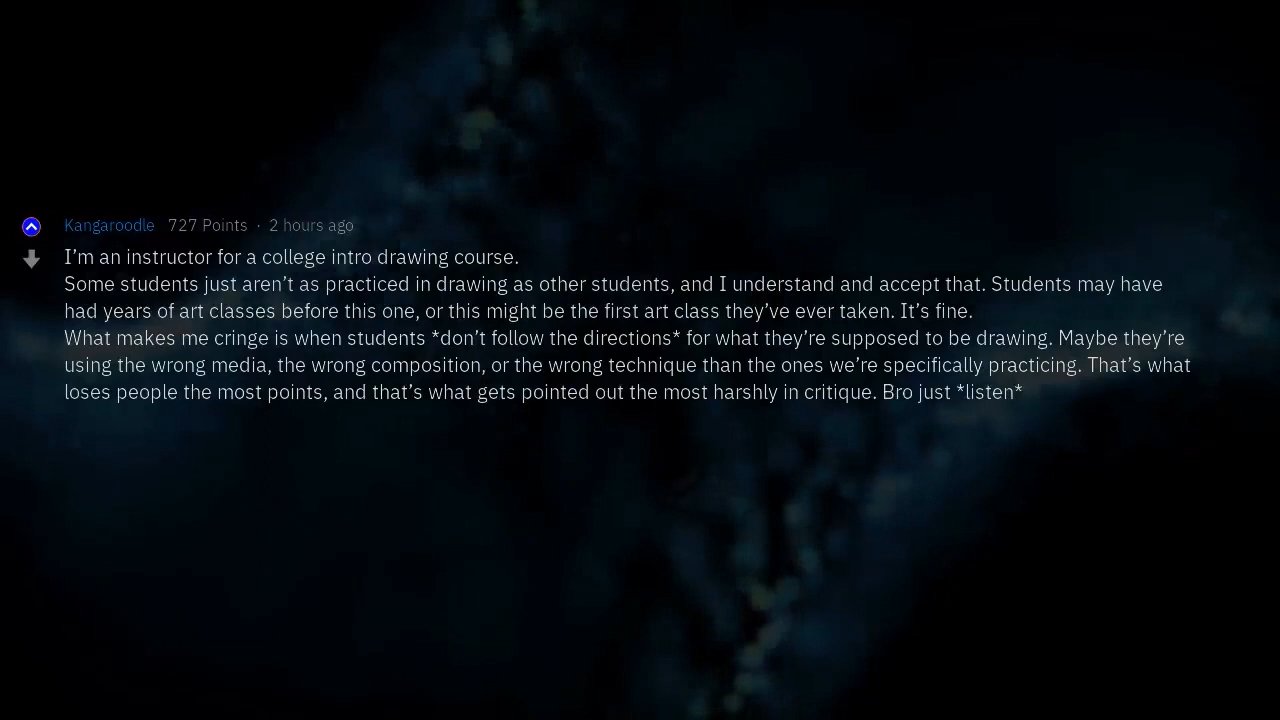 Kangaroodle 727 Points · 2 hours ago
I’m an instructor for a college intro drawing course.
Some students just aren’t as practiced in drawing as other students, and I understand and accept that. Students may have
had years of art classes before this one, or this might be the first art class they’ve ever taken. It’s fine.
What makes me cringe is when students *don’t follow the directions* for what they’re supposed to be drawing. Maybe they’re
using the wrong media, the wrong composition, or the wrong technique than the ones we’re specifically practicing. That’s what
loses people the most points, and that’s what gets pointed out the most harshly in critique. Bro just *listen*